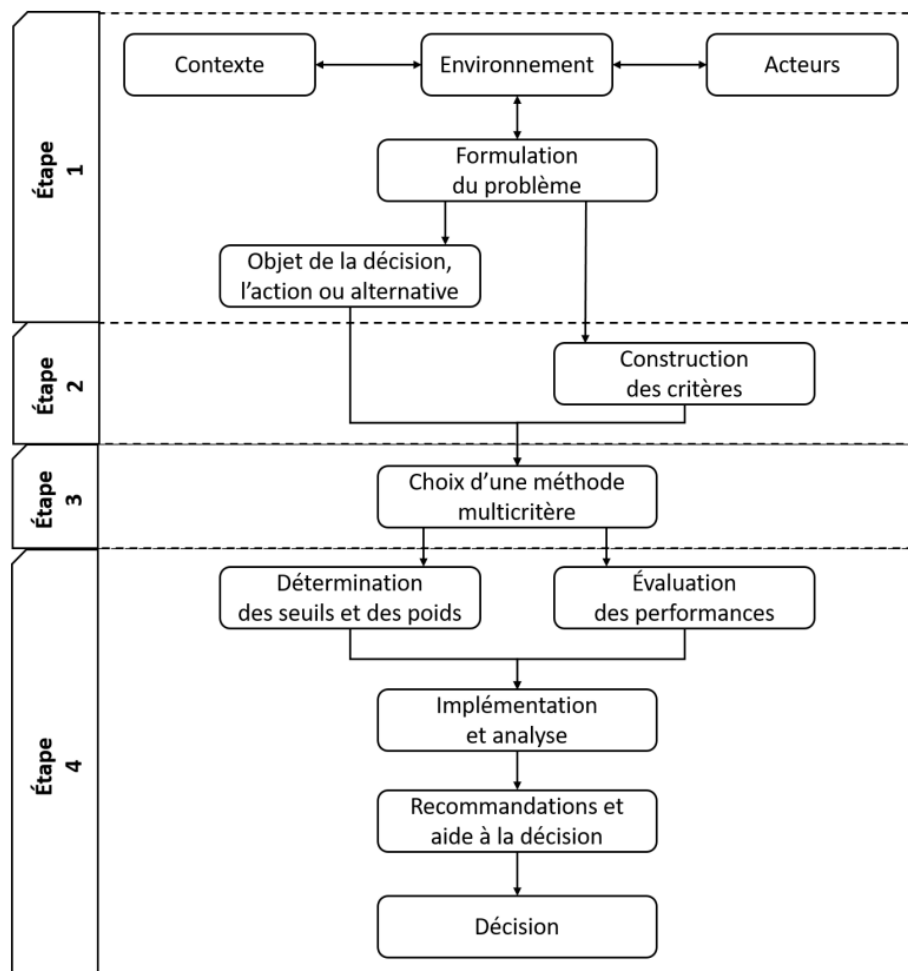 Étape
1
Contexte
Environnement
Acteurs
Formulation
du problème
Objet de la décision,
l'action ou alternative
Étape
2
Construction
des critères
Étape
3
Choix d'une méthode
multicritère
Étape
4
Détermination
des seuils et des poids
Évaluation
des performances
Implémentation
et analyse
Recommandations et
aide à la décision
Décision